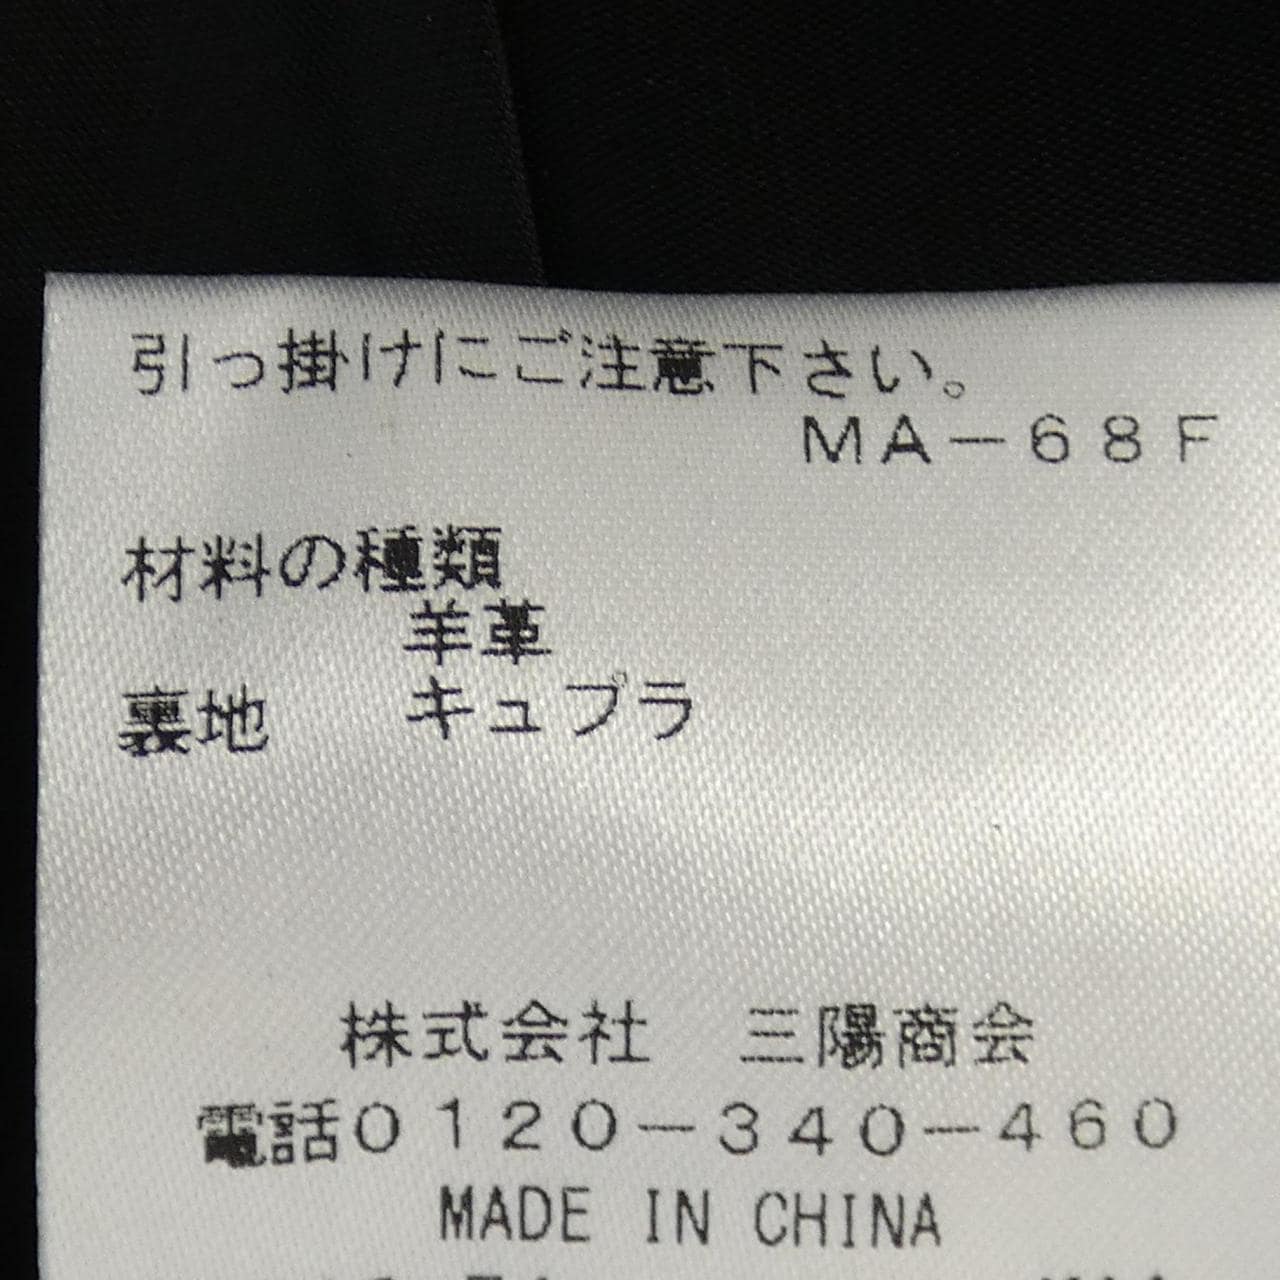 引っ掛けにご注意下さい。
ＭＡ－６８Ｆ
材料の種類
羊革
裏地　キュプラ
株式会社　三陽商会
電話０１２０－３４０－４６０
MADE IN CHINA